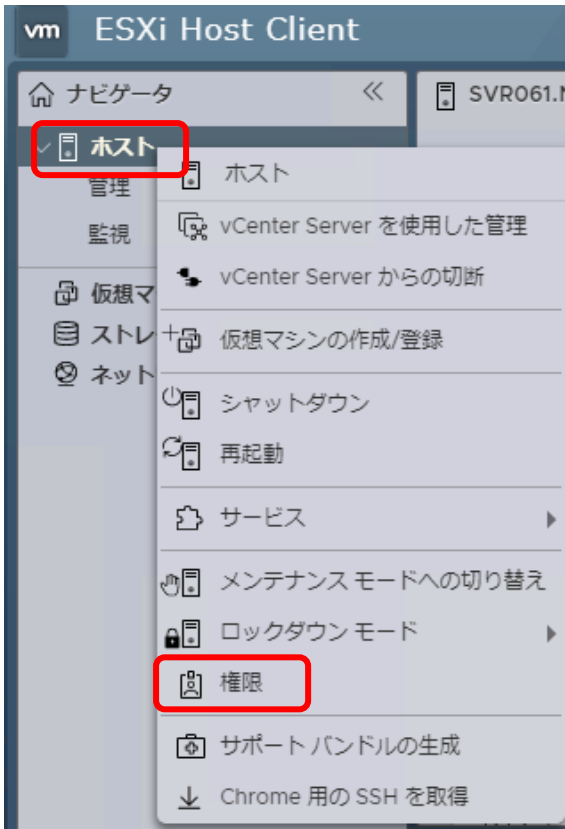 vm ESXi Host Client
ナビゲータ
SVR061.
ホスト
管理
監視
仮想マ
ストレ
ネット
ホスト
vCenter Server を使用した管理
vCenter Server からの切断
仮想マシンの作成/登録
シャットダウン
再起動
サービス
メンテナンス モードへの切り替え
ロックダウン モード
権限
サポート バンドルの生成
Chrome 用の SSH を取得